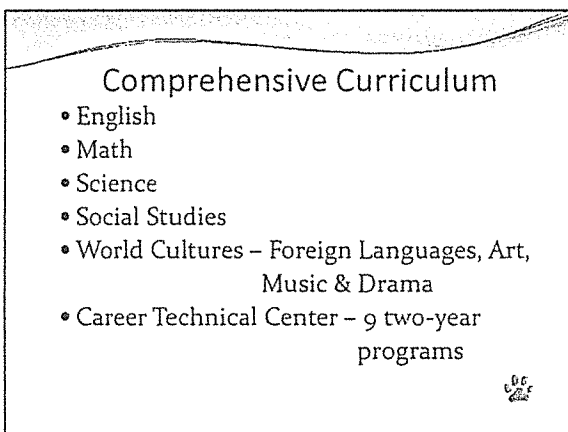 Comprehensive Curriculum
• English
• Math
• Science
• Social Studies
• World Cultures – Foreign Languages, Art,
Music & Drama
• Career Technical Center – 9 two-year
programs